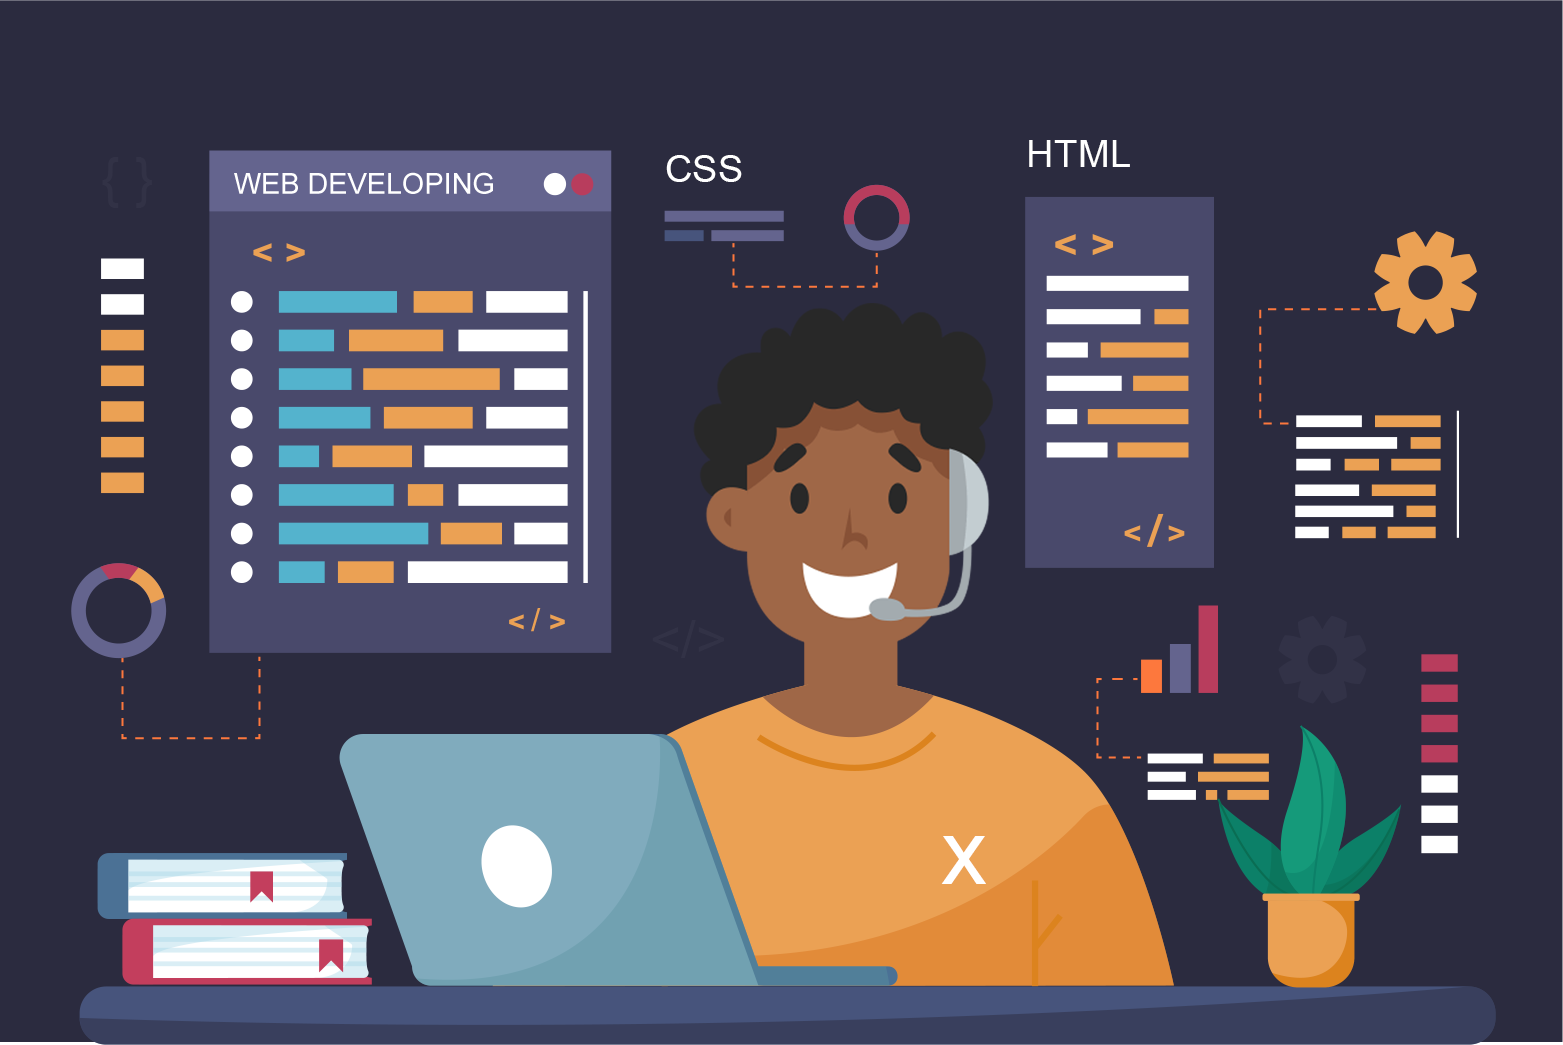 WEB DEVELOPING
CSS
HTML
{ }
< >
< >
</>
</>
</>
X